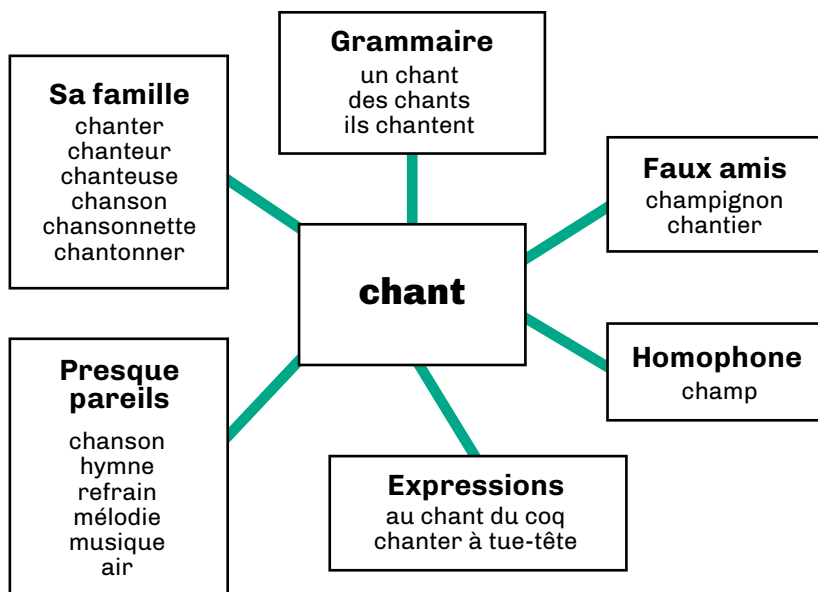 Grammaire
un chant
des chants
ils chantent
Sa famille
chanter
chanteur
chanteuse
chanson
chansonnette
chantonner
Faux amis
champignon
chantier
chant
Homophone
champ
Presque
pareils
chanson
hymne
refrain
mélodie
musique
air
Expressions
au chant du coq
chanter à tue-tête